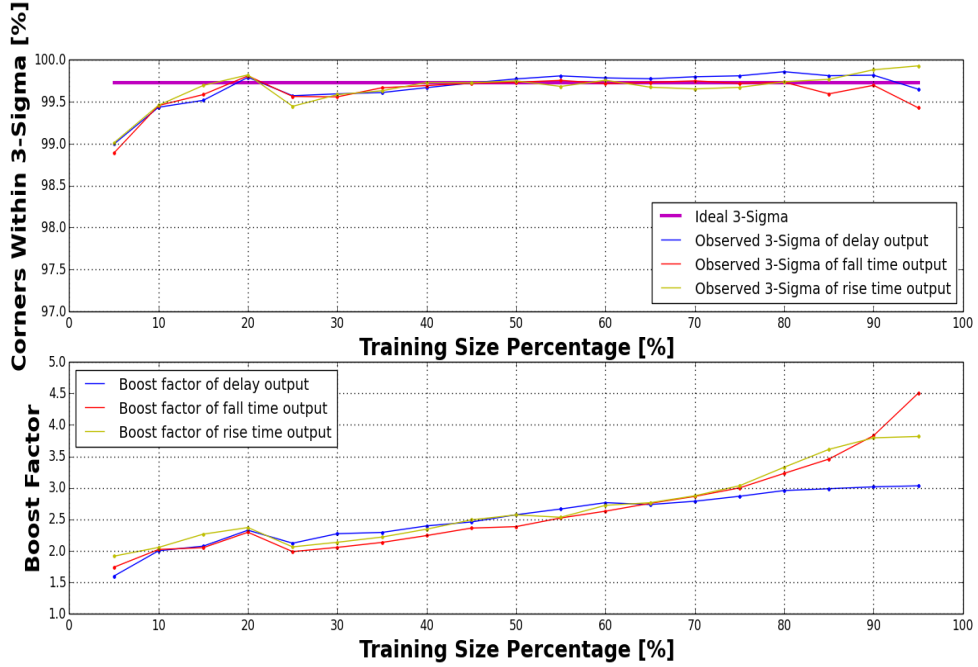 Corners Within 3-Sigma [%]
100.0
99.5
99.0
98.5
98.0
97.5
97.0
Ideal 3-Sigma
Observed 3-Sigma of delay output
Observed 3-Sigma of fall time output
Observed 3-Sigma of rise time output
0 10 20 30 40 50 60 70 80 90 100
Training Size Percentage [%]
Boost Factor
5.0
4.5
4.0
3.5
3.0
2.5
2.0
1.5
1.0
Boost factor of delay output
Boost factor of fall time output
Boost factor of rise time output
0 10 20 30 40 50 60 70 80 90 100
Training Size Percentage [%]